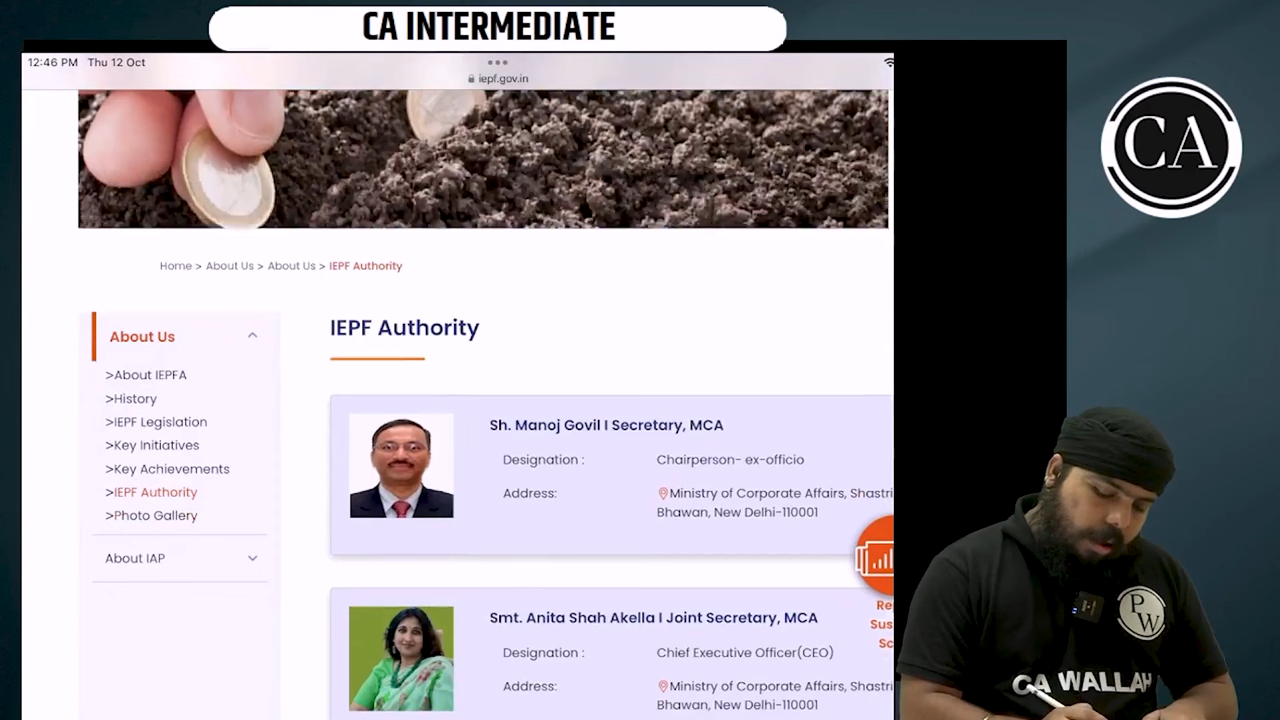 CA INTERMEDIATE
12:46 PM Thu 12 Oct
iepf.gov.in
CA
Home > About Us > About Us > IEPF Authority
About Us
>About IEPFA
>History
>IEPF Legislation
>Key Initiatives
>Key Achievements
>IEPF Authority
>Photo Gallery
About IAP
IEPF Authority
Sh. Manoj Govil I Secretary, MCA
Designation : Chairperson- ex-officio
Address: Ministry of Corporate Affairs, Shastri
Bhawan, New Delhi-110001
Smt. Anita Shah Akella I Joint Secretary, MCA
Designation : Chief Executive Officer(CEO)
Address: Ministry of Corporate Affairs, Shastri
Bhawan, New Delhi-110001
Re
Sus
Sc
PW
CA WALLAH